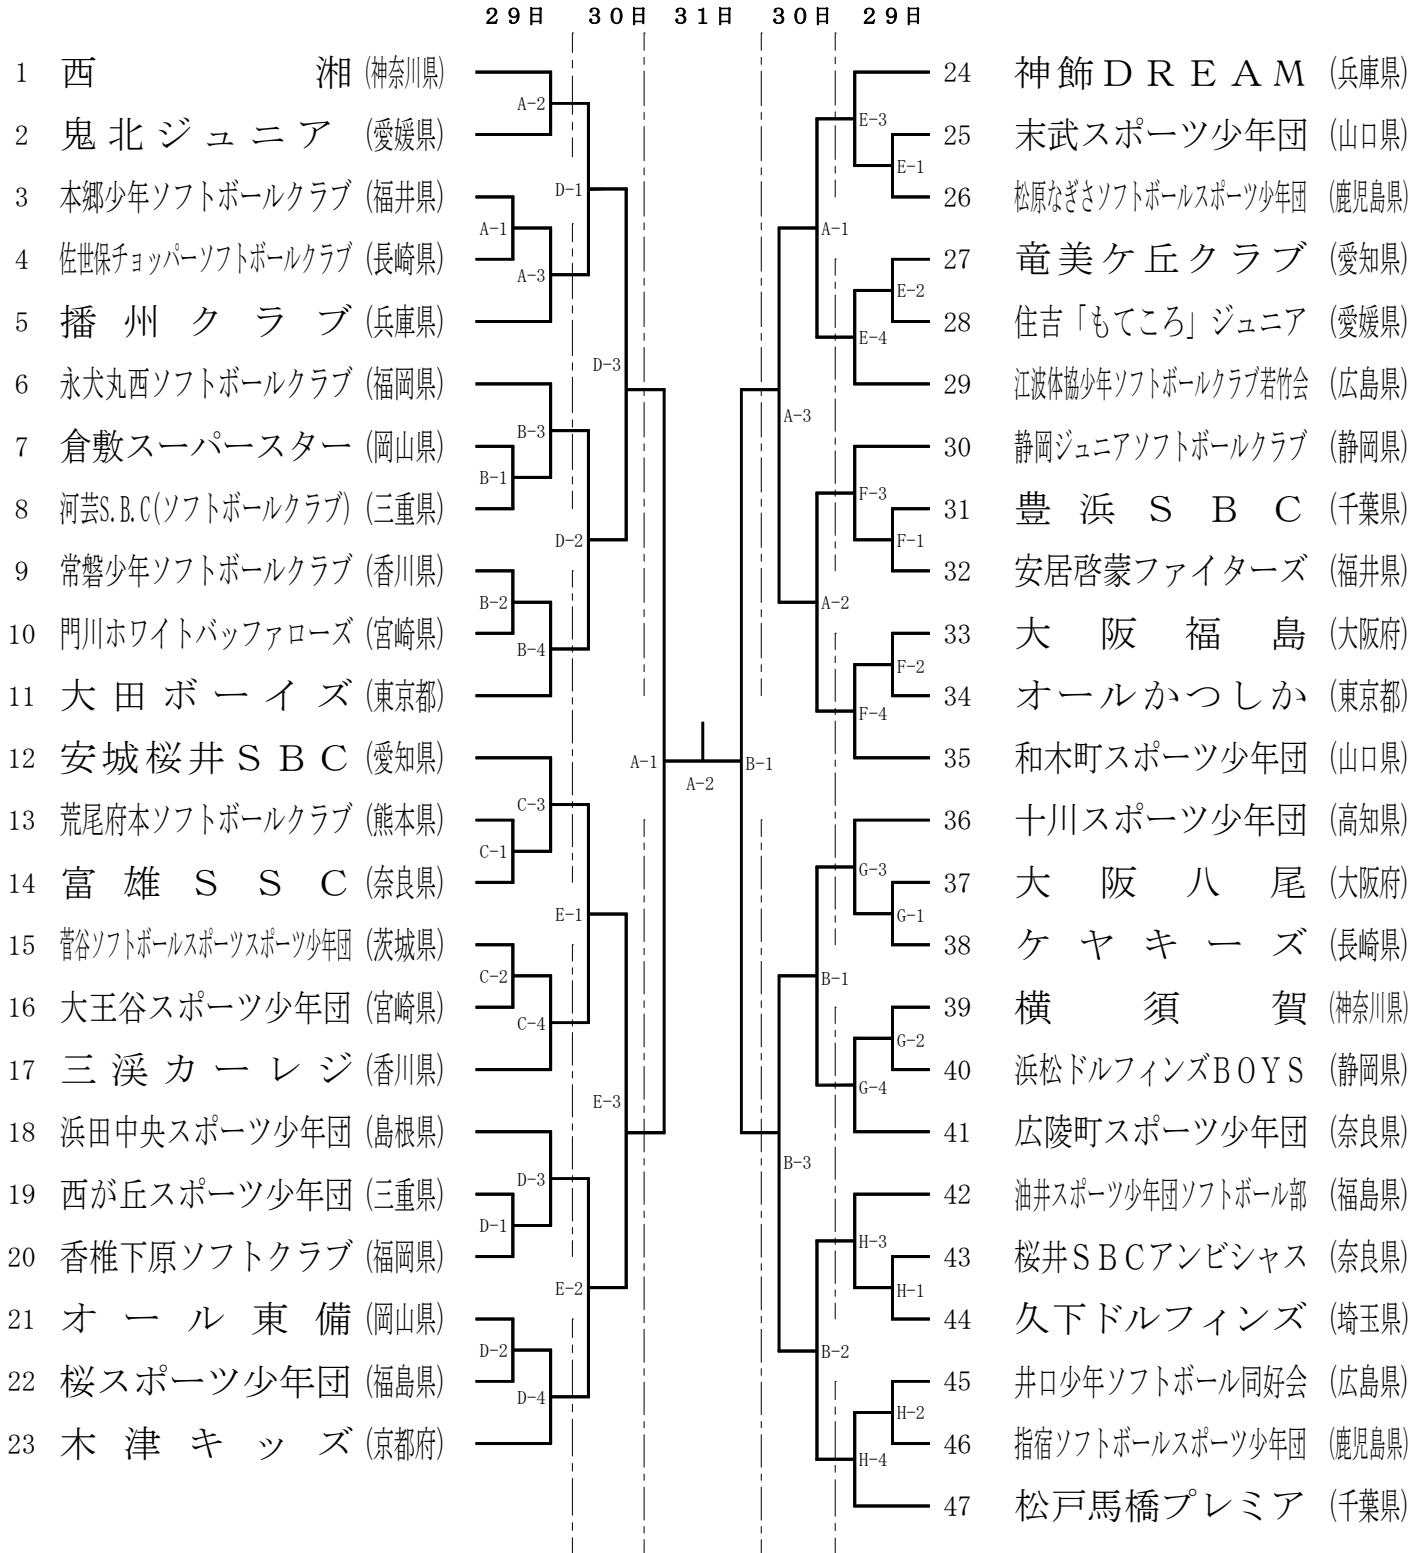 29日 30日 31日 30日 29日
1 西湘 (神奈川県)
2 鬼北ジュニア (愛媛県)
3 本郷少年ソフトボールクラブ (福井県)
4 佐世保チョッパーソフトボールクラブ (長崎県)
5 播州クラブ (兵庫県)
6 永犬丸西ソフトボールクラブ (福岡県)
7 倉敷スーパースター (岡山県)
8 河芸S.B.C(ソフトボールクラブ) (三重県)
9 常磐少年ソフトボールクラブ (香川県)
10 門川ホワイトバッファローズ (宮崎県)
11 大田ボーイズ (東京都)
12 安城桜井SBC (愛知県)
13 荒尾府本ソフトボールクラブ (熊本県)
14 富雄SSC (奈良県)
15 菅谷ソフトボールスポーツスポーツ少年団 (茨城県)
16 大王谷スポーツ少年団 (宮崎県)
17 三渓カーレジ (香川県)
18 浜田中央スポーツ少年団 (島根県)
19 西が丘スポーツ少年団 (三重県)
20 香椎下原ソフトクラブ (福岡県)
21 オール東備 (岡山県)
22 桜スポーツ少年団 (福島県)
23 木津キッズ (京都府)
A-2
A-1
A-3
B-3
B-1
B-2
B-4
C-3
C-1
C-2
C-4
D-3
D-1
D-2
D-4
D-1
D-2
E-1
E-2
D-3
E-3
A-1
A-2
B-1
A-3
B-3
A-1
A-2
B-1
B-2
E-3
E-1
E-2
E-4
F-3
F-1
F-2
F-4
G-3
G-1
G-2
G-4
H-3
H-1
H-2
H-4
24 神飾DREAM (兵庫県)
25 末武スポーツ少年団 (山口県)
26 松原なぎさソフトボールスポーツ少年団 (鹿児島県)
27 竜美ケ丘クラブ (愛知県)
28 住吉「もてころ」ジュニア (愛媛県)
29 江波体協少年ソフトボールクラブ若竹会 (広島県)
30 静岡ジュニアソフトボールクラブ (静岡県)
31 豊浜SBC (千葉県)
32 安居啓蒙ファイターズ (福井県)
33 大阪福島 (大阪府)
34 オールかつしか (東京都)
35 和木町スポーツ少年団 (山口県)
36 十川スポーツ少年団 (高知県)
37 大阪八尾 (大阪府)
38 ケヤキーズ (長崎県)
39 横須賀 (神奈川県)
40 浜松ドルフィンズBOYS (静岡県)
41 広陵町スポーツ少年団 (奈良県)
42 油井スポーツ少年団ソフトボール部 (福島県)
43 桜井SBCアンビシャス (奈良県)
44 久下ドルフィンズ (埼玉県)
45 井口少年ソフトボール同好会 (広島県)
46 指宿ソフトボールスポーツ少年団 (鹿児島県)
47 松戸馬橋プレミア (千葉県)